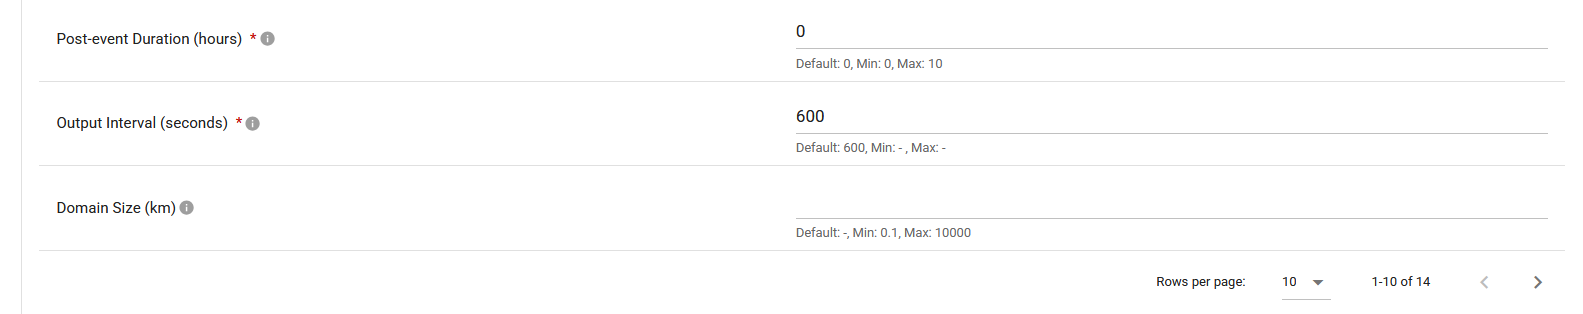 Post-event Duration (hours) *
0
Default: 0, Min: 0, Max: 10
Output Interval (seconds) *
600
Default: 600, Min: - , Max: -
Domain Size (km)
Default: -, Min: 0.1, Max: 10000
Rows per page: 10 1-10 of 14